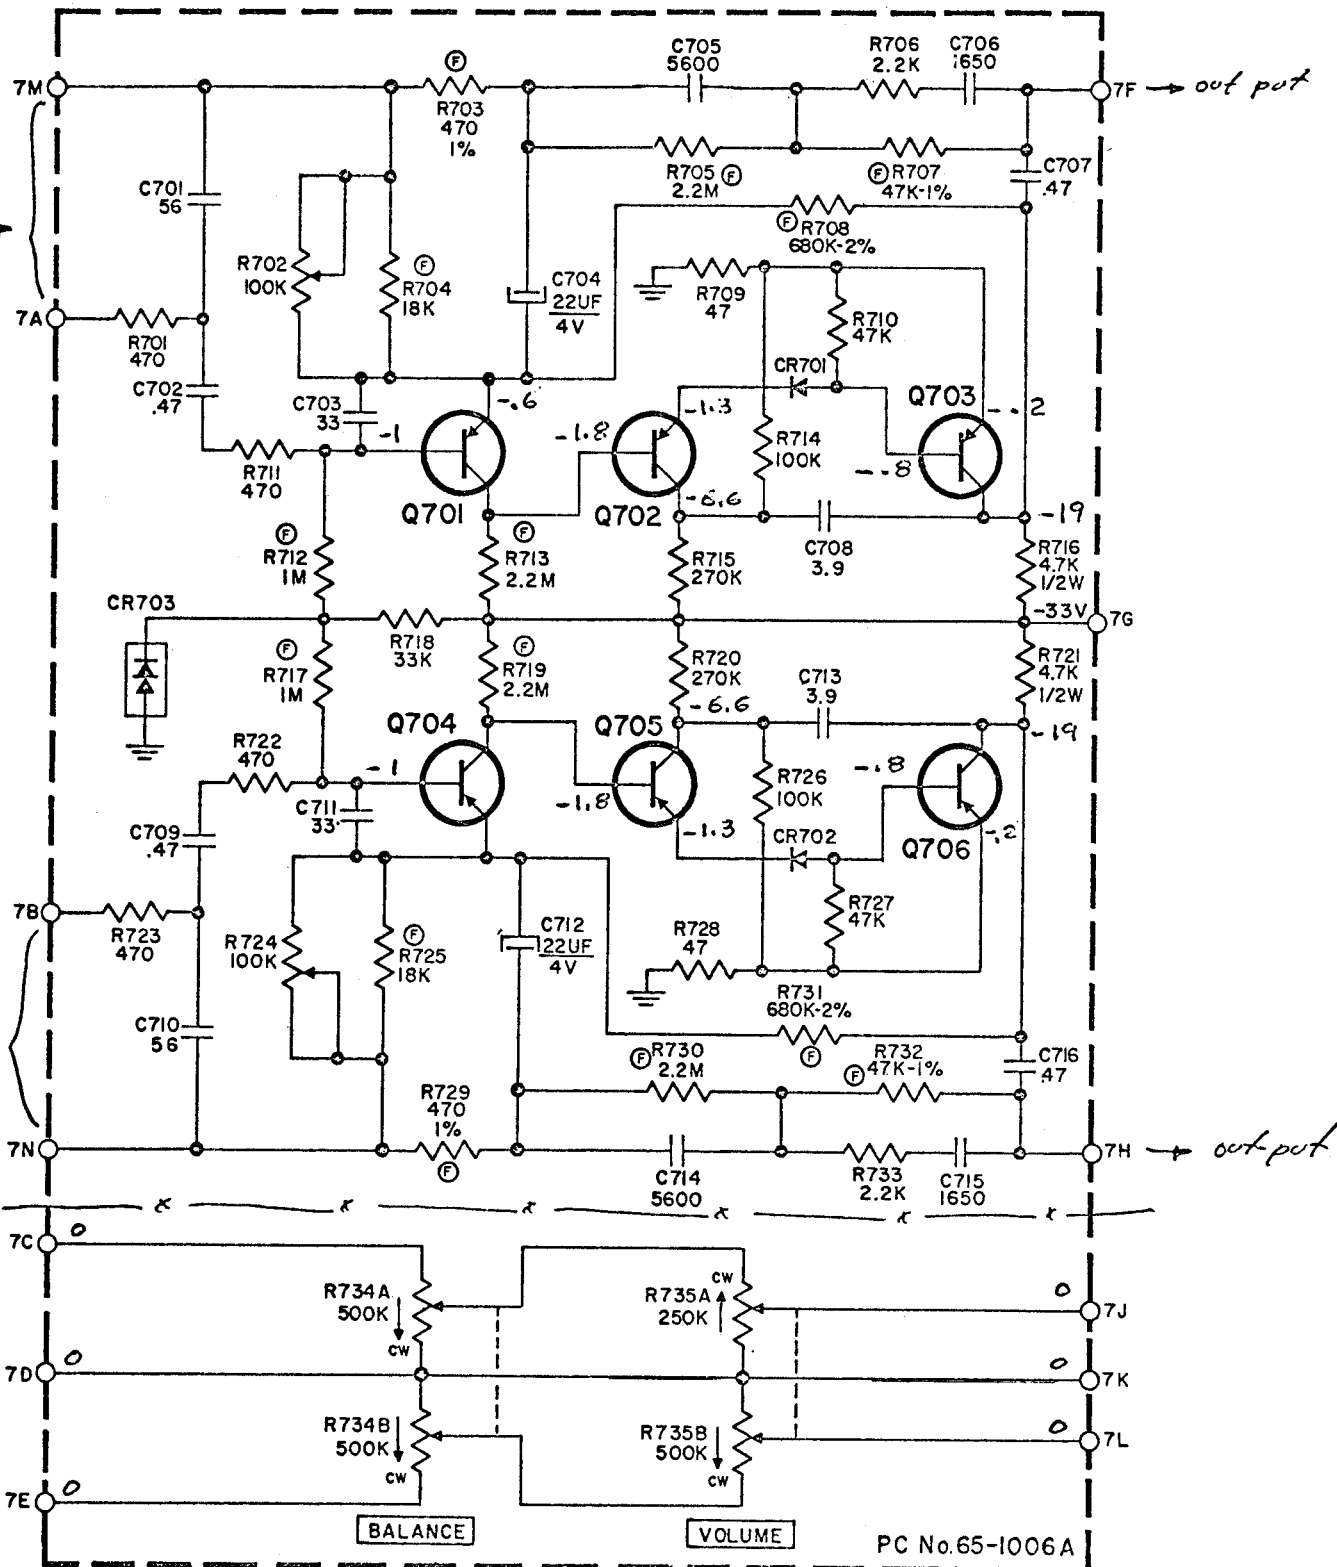 7M
Ⓕ
R703
470
1%
C705
5600
R706
2.2K
C706
1650
7F → out put
R705 Ⓕ
2.2M
Ⓕ R707
47K-1%
C707
.47
C701
56
Ⓕ R708
680K-2%
R702
100K
Ⓕ
R704
18K
C704
22UF
4V
R709
47
R710
47K
7A
R701
470
C702
.47
C703
33
-.6
CR701
-1.3
Q703
-.2
-1
-1.8
R714
100K
-.8
R711
470
Q701
Q702
-6.6
-19
C708
3.9
Ⓕ
R712
1M
Ⓕ
R713
2.2M
R715
270K
R716
4.7K
1/2W
CR703
-33V
7G
R718
33K
Ⓕ
R717
1M
Ⓕ
R719
2.2M
R720
270K
C713
3.9
R721
4.7K
1/2W
Q704
Q705
-6.6
-19
R722
470
-1
-1.8
R726
100K
-.8
C711
33
C709
.47
-1.3
CR702
Q706
-.2
7B
R723
470
R724
100K
Ⓕ
R725
18K
C712
22UF
4V
R728
47
R727
47K
C710
56
R731
680K-2%
Ⓕ
Ⓕ R730
2.2M
R732
Ⓕ 47K-1%
C716
.47
R729
470
1%
Ⓕ
7N
C714
5600
R733
2.2K
C715
1650
7H → out-put
x x x x x x
7C 0
R734A
500K
CW
CW
R735A
250K
0 7J
7D 0
0 7K
R734B
500K
CW
R735B
500K
CW
0 7L
7E 0
BALANCE
VOLUME
PC No.65-1006A